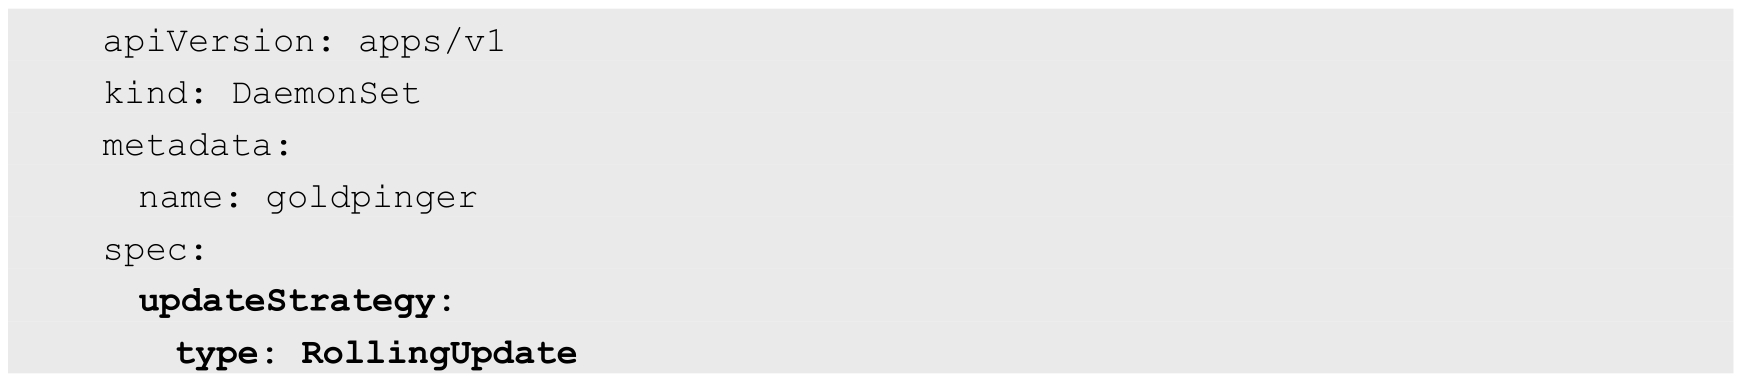 apiVersion: apps/v1
kind: DaemonSet
metadata:
  name: goldpinger
spec:
  updateStrategy:
    type: RollingUpdate